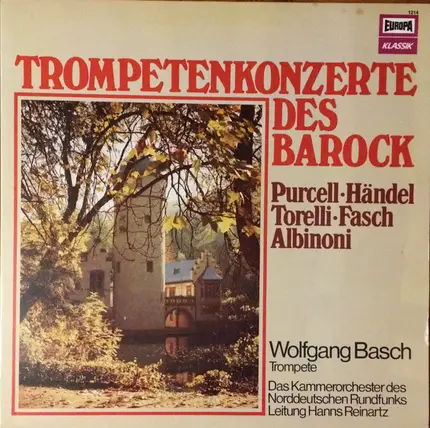 1214
EUROPA
KLASSIK
TROMPETENKONZERTE
DES
BAROCK
Purcell·Händel
Torelli·Fasch
Albinoni
Wolfgang Basch
Trompete
Das Kammerorchester des
Norddeutschen Rundfunks
Leitung Hanns Reinartz